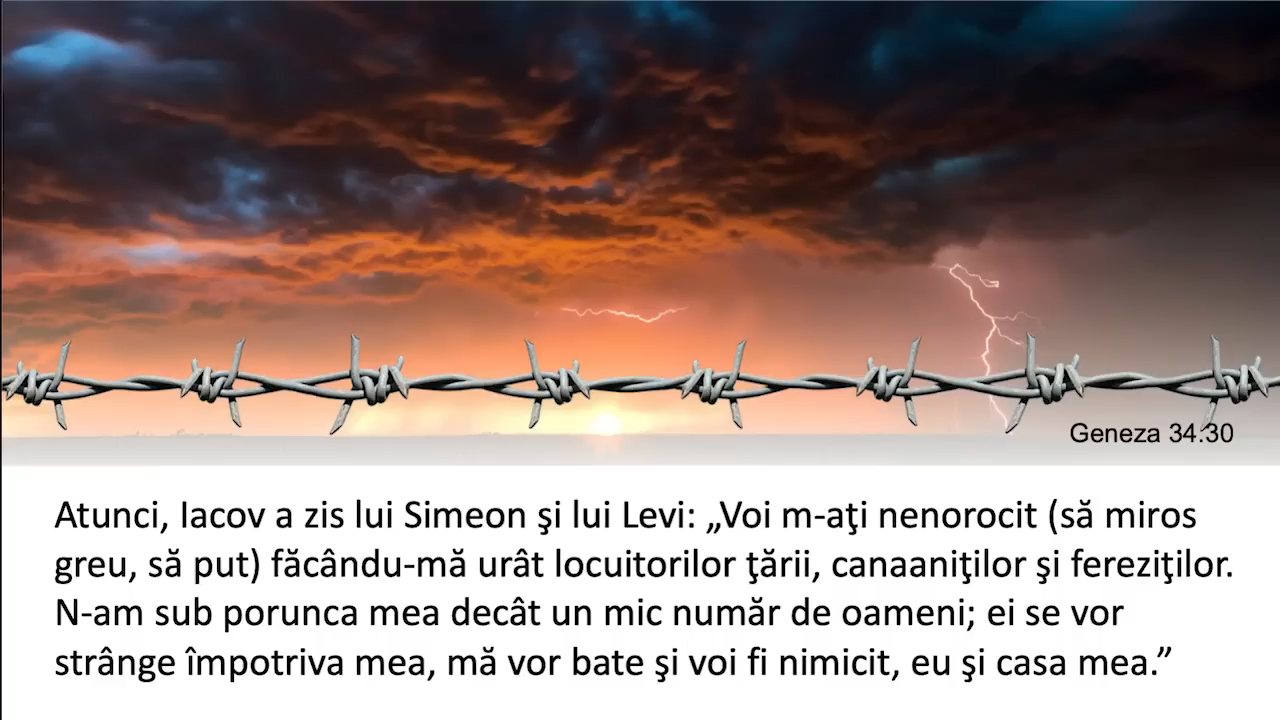 Geneza 34.30
Atunci, Iacov a zis lui Simeon şi lui Levi: „Voi m-aţi nenorocit (să miros
greu, să put) făcându-mă urât locuitorilor ţării, canaaniţilor şi fereziţilor.
N-am sub porunca mea decât un mic număr de oameni; ei se vor
strânge împotriva mea, mă vor bate şi voi fi nimicit, eu şi casa mea.”